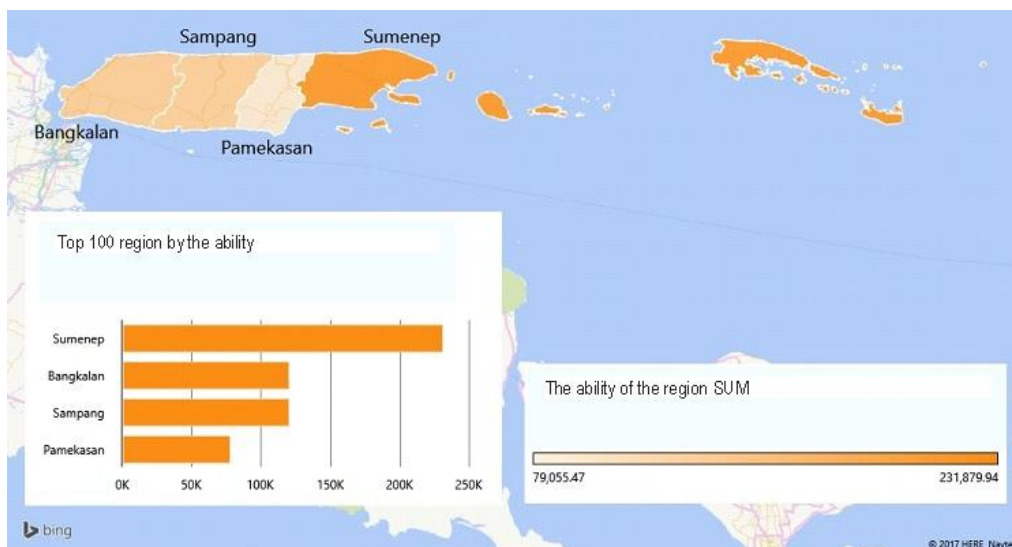 Sampang
Sumenep
Bangkalan
Pamekasan
Top 100 region by the ability
Sumenep
Bangkalan
Sampang
Pamekasan
0K 50K 100K 150K 200K 250K
The ability of the region SUM
79,055.47 231,879.94
bing
© 2017 HERE